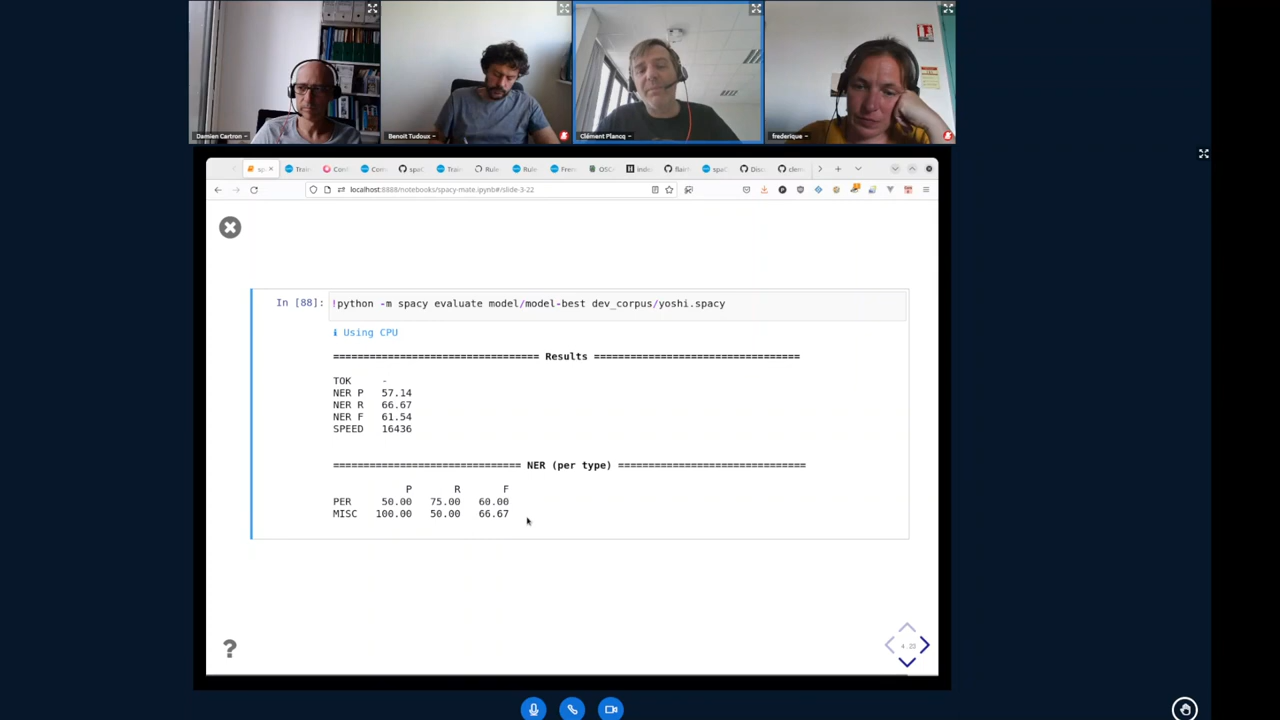 Damien Cartron
Benoit Tudoux
Clément Plancq
frederique
localhost:8888/notebooks/spacy-mate.ipynb#/slide-3-22
In [88]: !python -m spacy evaluate model/model-best dev_corpus/yoshi.spacy
ℹ Using CPU
================================== Results ==================================
TOK -
NER P 57.14
NER R 66.67
NER F 61.54
SPEED 16436
=============================== NER (per type) ===============================
P R F
PER 50.00 75.00 60.00
MISC 100.00 50.00 66.67
?